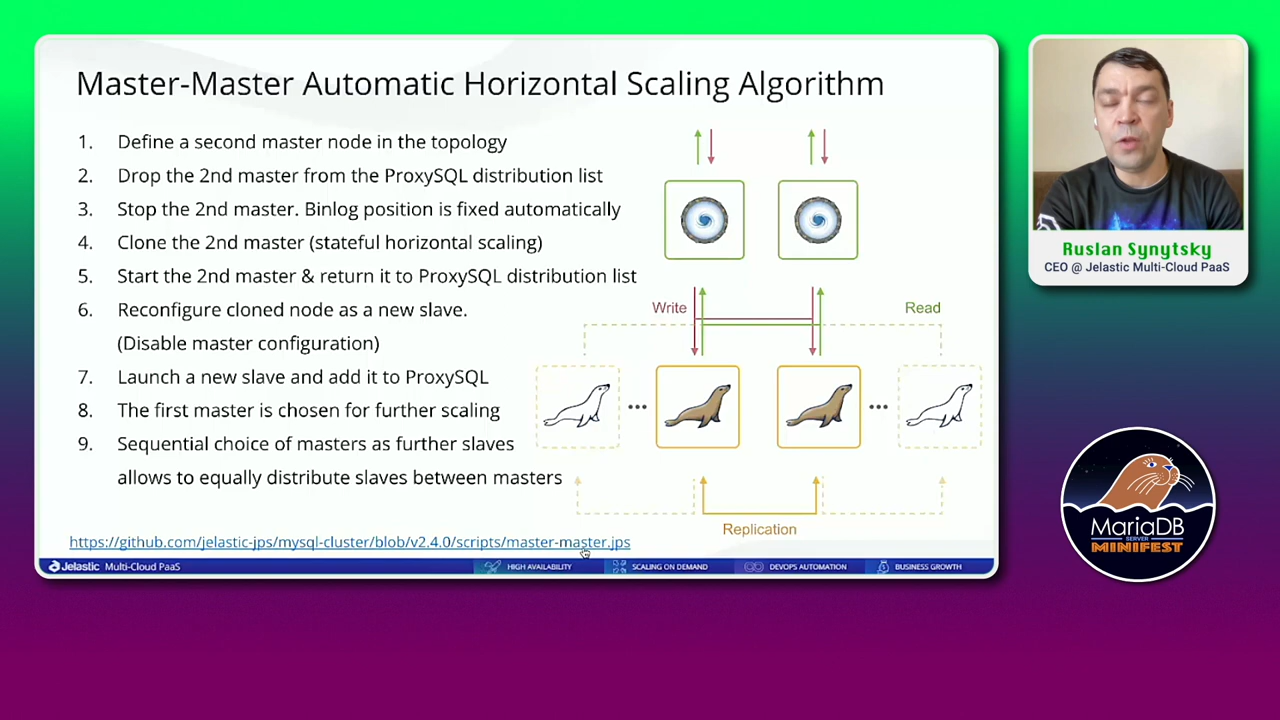 Master-Master Automatic Horizontal Scaling Algorithm
1. Define a second master node in the topology
2. Drop the 2nd master from the ProxySQL distribution list
3. Stop the 2nd master. Binlog position is fixed automatically
4. Clone the 2nd master (stateful horizontal scaling)
5. Start the 2nd master & return it to ProxySQL distribution list
6. Reconfigure cloned node as a new slave.
(Disable master configuration)
7. Launch a new slave and add it to ProxySQL
8. The first master is chosen for further scaling
9. Sequential choice of masters as further slaves
allows to equally distribute slaves between masters
Write
Read
•••
•••
Replication
https://github.com/jelastic-jps/mysql-cluster/blob/v2.4.0/scripts/master-master.jps
Jelastic Multi-Cloud PaaS
HIGH AVAILABILITY
SCALING ON DEMAND
DEVOPS AUTOMATION
BUSINESS GROWTH
Ruslan Synytsky
CEO @ Jelastic Multi-Cloud PaaS
MariaDB
SERVER
MINIFEST